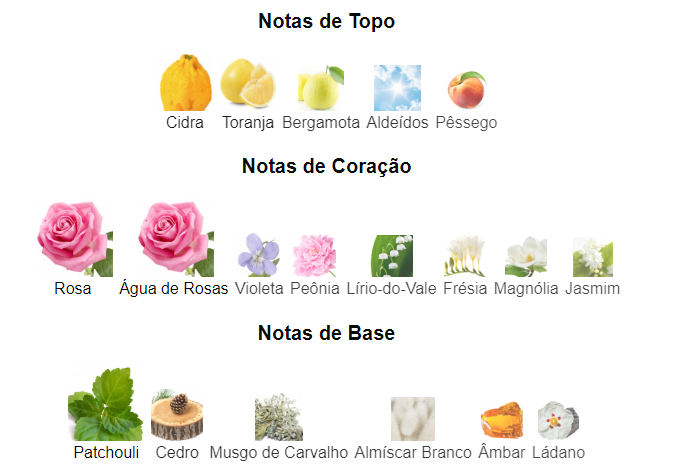 Notas de Topo
Cidra Toranja Bergamota Aldeídos Pêssego
Notas de Coração
Rosa Água de Rosas Violeta Peônia Lírio-do-Vale Frésia Magnólia Jasmim
Notas de Base
Patchouli Cedro Musgo de Carvalho Almíscar Branco Âmbar Ládano